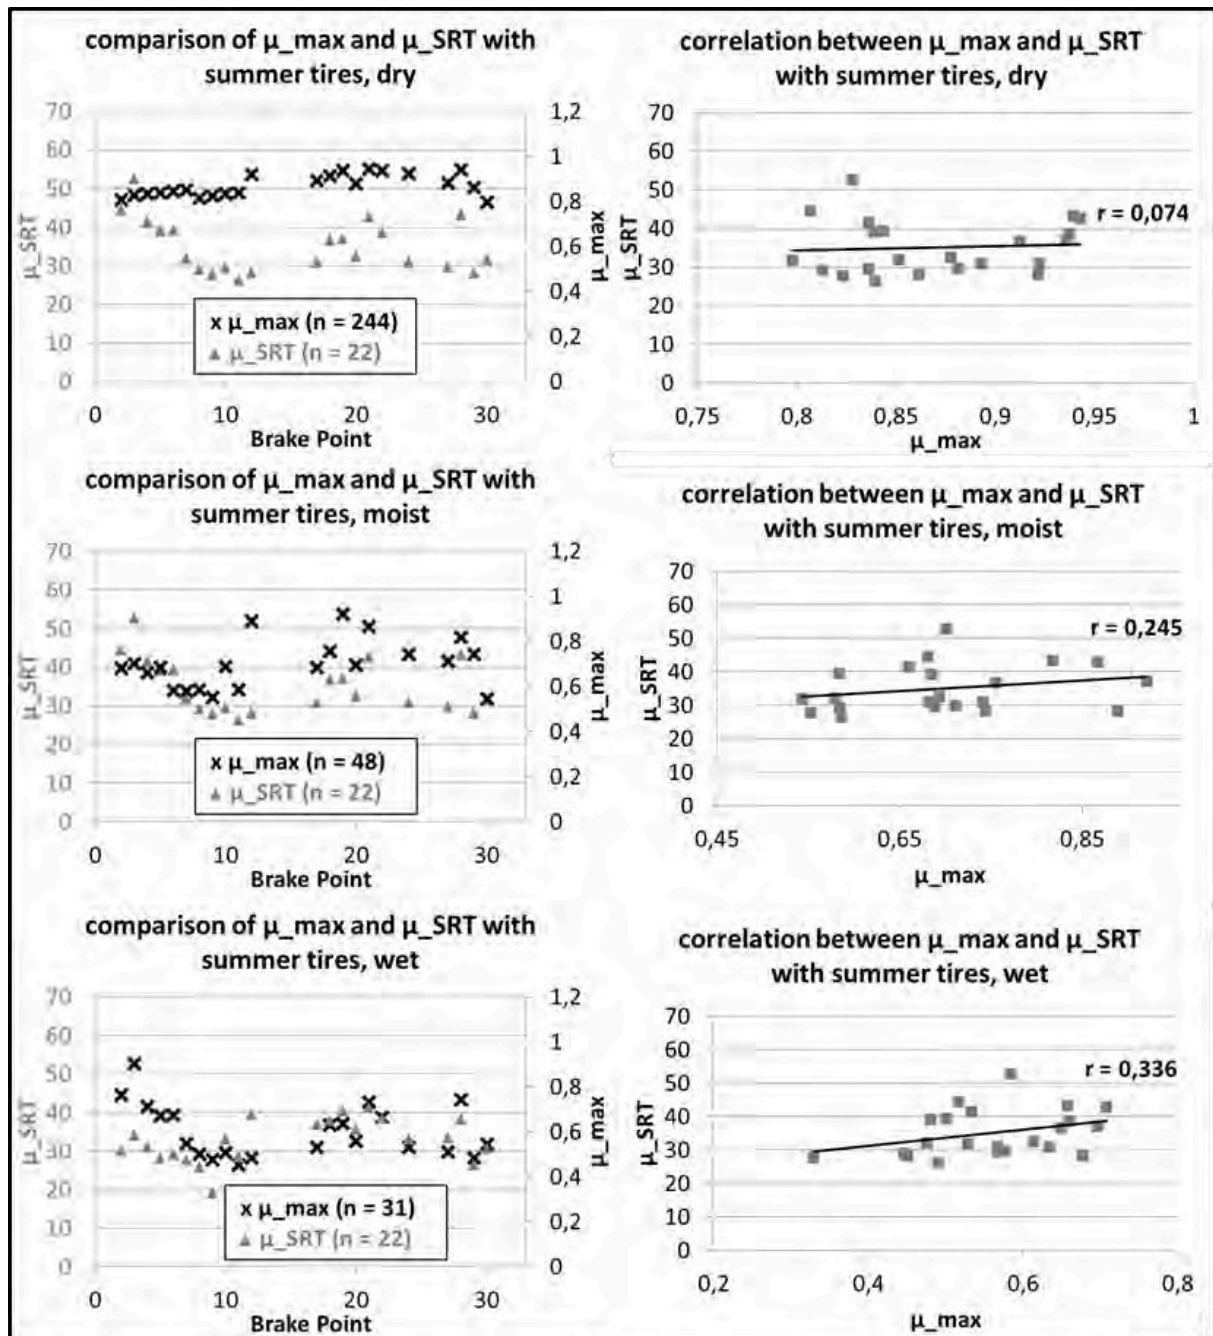 comparison of μ_max and μ_SRT with
summer tires, dry
70
60
50
40
30
20
10
0
μ_SRT
1,2
1
0,8
0,6
0,4
0,2
0
μ_max
x μ_max (n = 244)
▲ μ_SRT (n = 22)
0 10 20 30
Brake Point
correlation between μ_max and μ_SRT
with summer tires, dry
70
60
50
40
30
20
10
0
μ_SRT
r = 0,074
0,75 0,8 0,85 0,9 0,95 1
μ_max
comparison of μ_max and μ_SRT with
summer tires, moist
70
60
50
40
30
20
10
0
μ_SRT
1,2
1
0,8
0,6
0,4
0,2
0
μ_max
x μ_max (n = 48)
▲ μ_SRT (n = 22)
0 10 20 30
Brake Point
correlation between μ_max and μ_SRT
with summer tires, moist
70
60
50
40
30
20
10
0
μ_SRT
r = 0,245
0,45 0,65 0,85
μ_max
comparison of μ_max and μ_SRT with
summer tires, wet
70
60
50
40
30
20
10
0
μ_SRT
1,2
1
0,8
0,6
0,4
0,2
0
μ_max
x μ_max (n = 31)
▲ μ_SRT (n = 22)
0 10 20 30
Brake Point
correlation between μ_max and μ_SRT
with summer tires, wet
70
60
50
40
30
20
10
0
μ_SRT
r = 0,336
0,2 0,4 0,6 0,8
μ_max